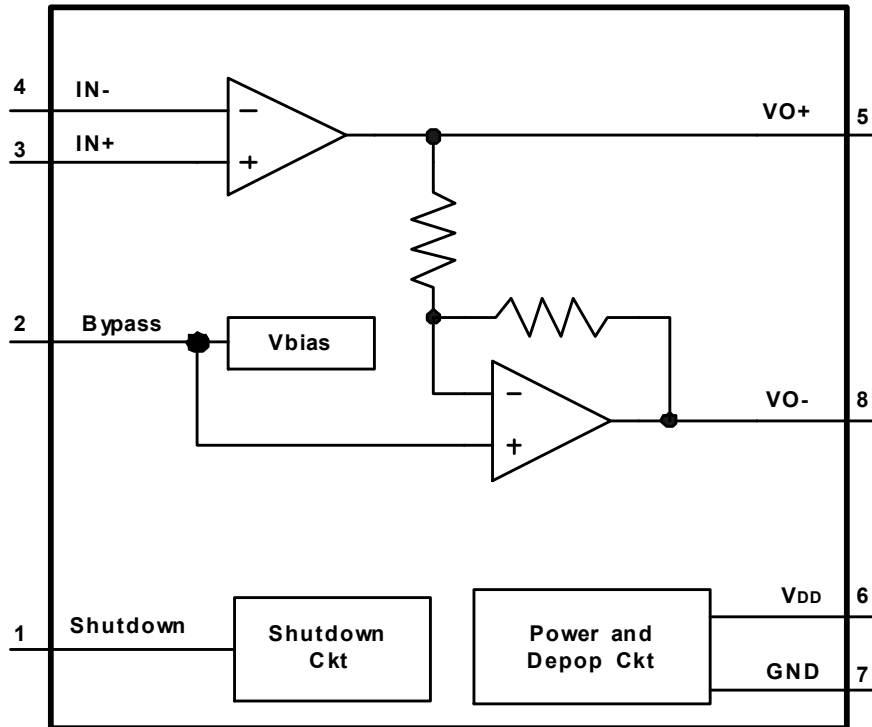 4 IN-
3 IN+
−
+
VO+ 5
2 Bypass
Vbias
−
+
VO- 8
1 Shutdown
Shutdown
Ckt
Power and
Depop Ckt
VDD 6
GND 7